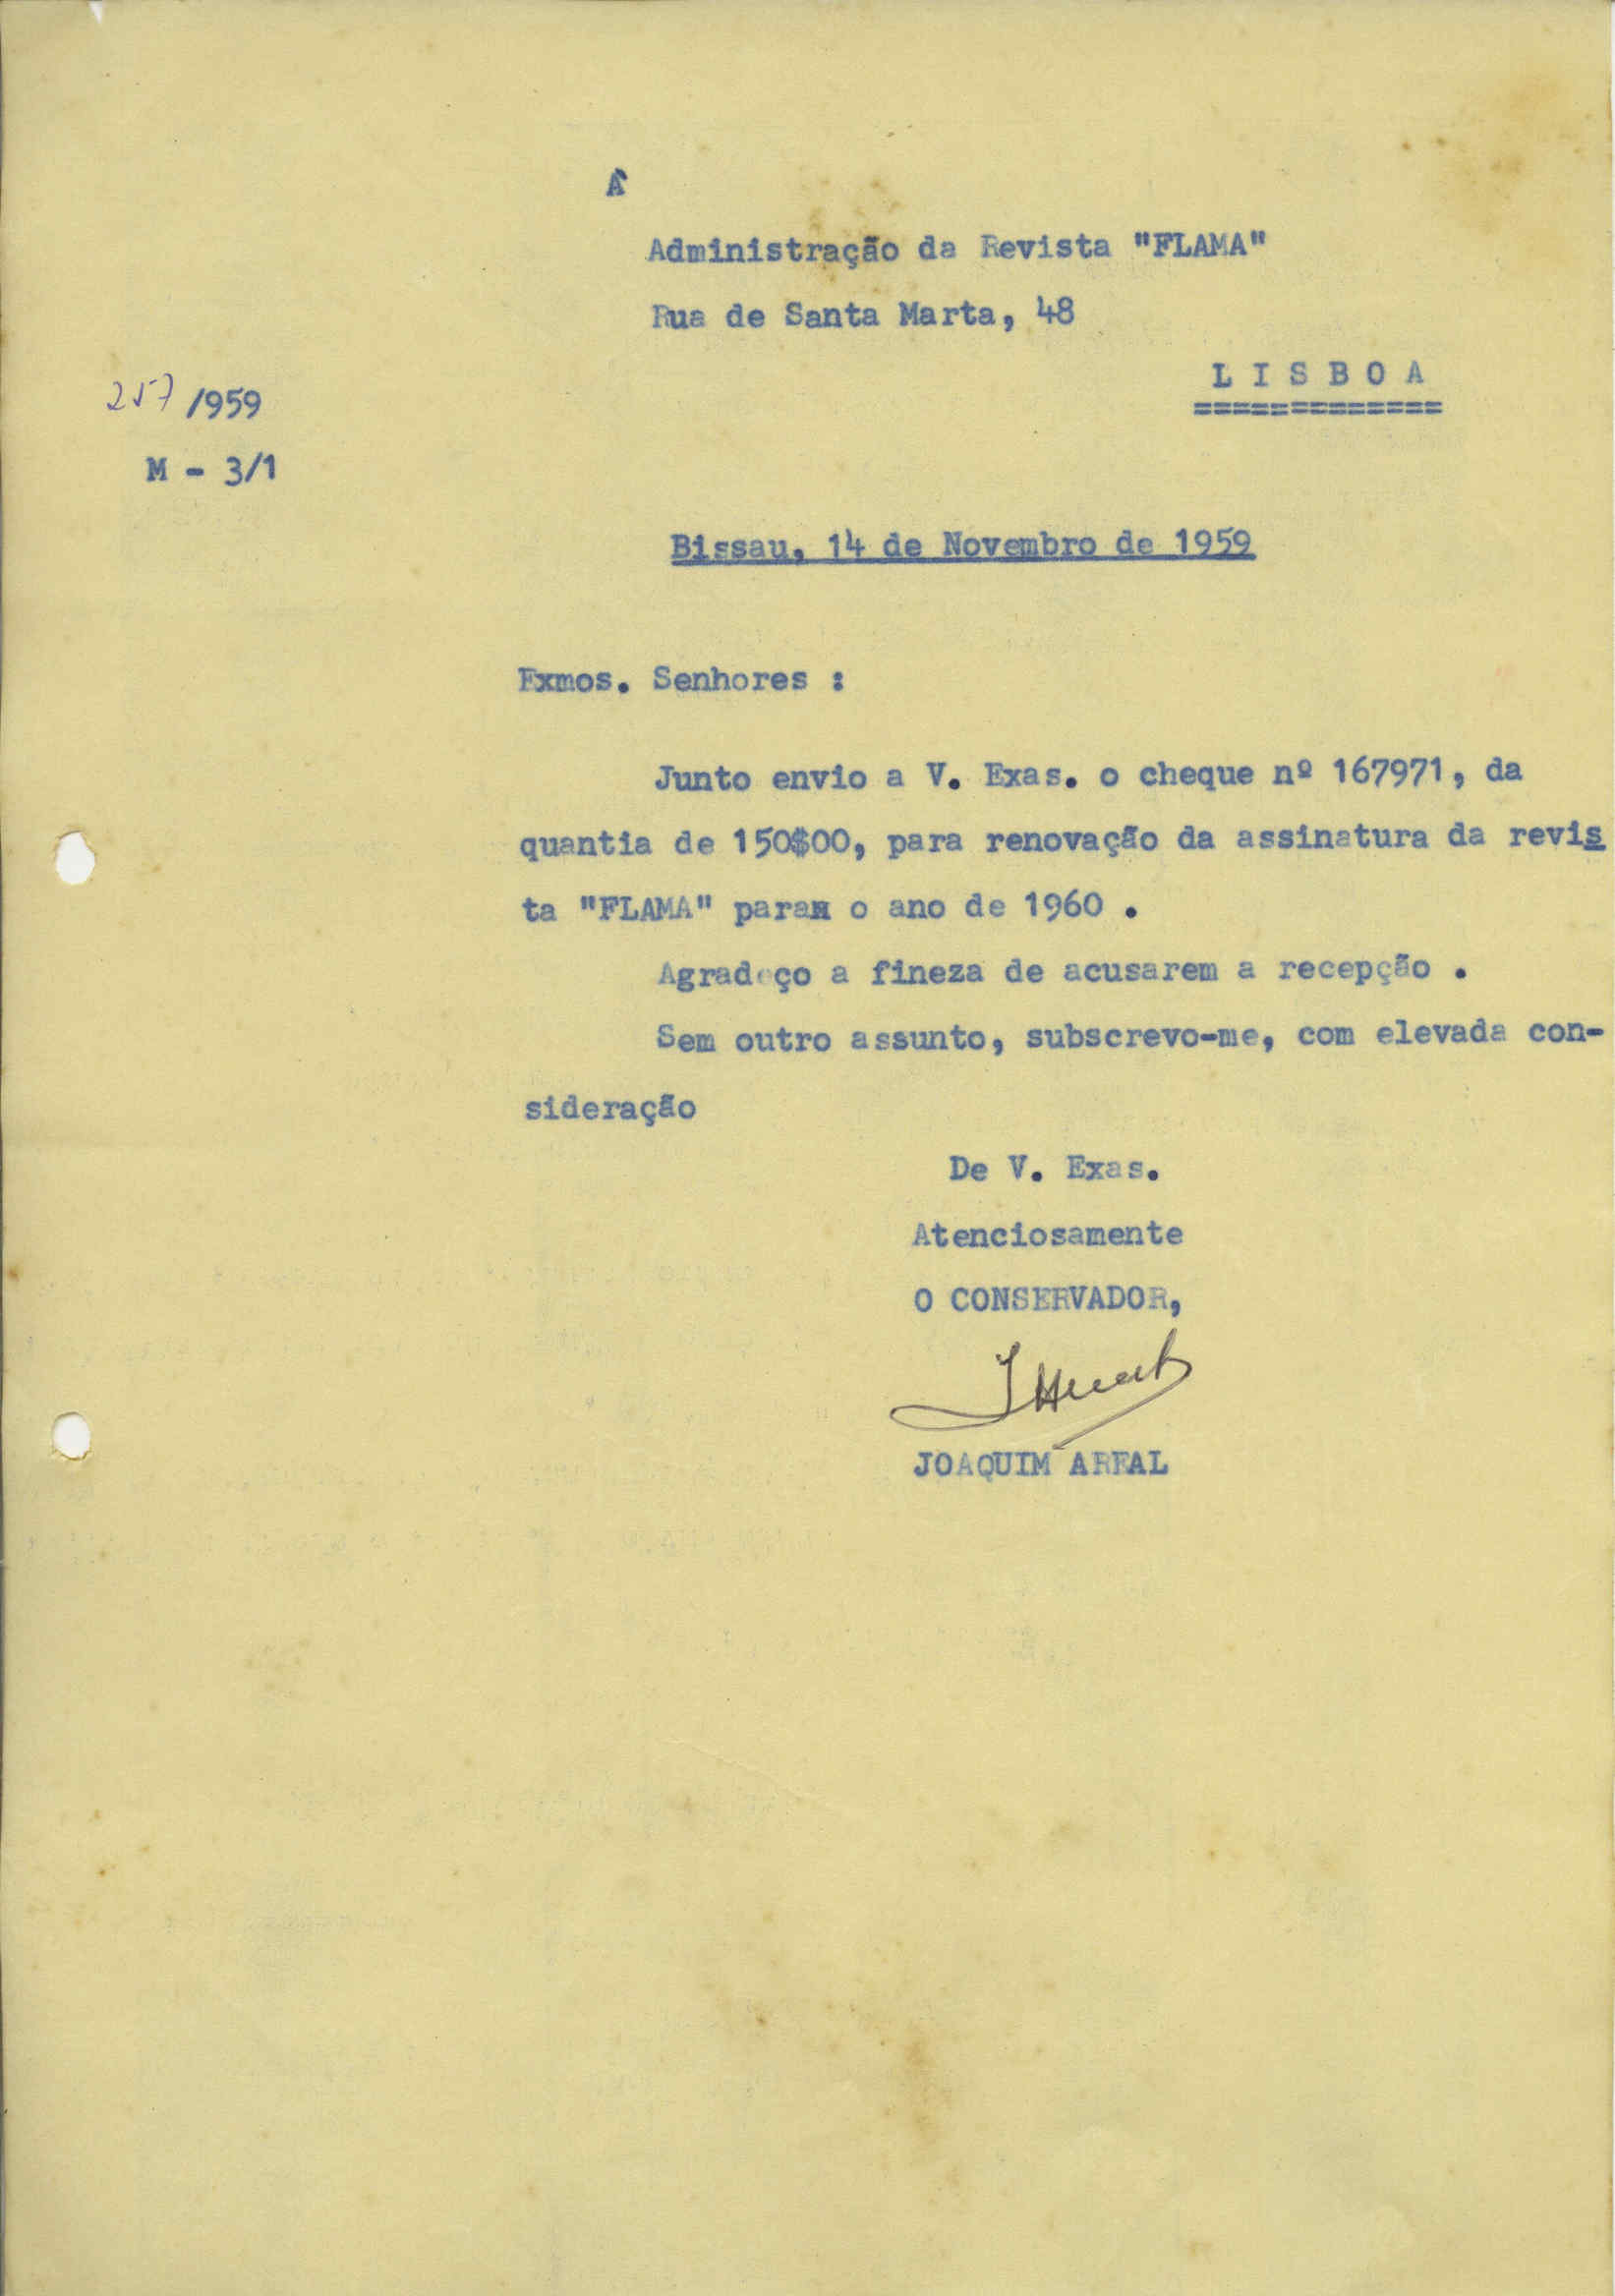 À
Administração da Revista "FLAMA"
Rua de Santa Marta, 48
L I S B O A
=============
257/959
M - 3/1
Bissau, 14 de Novembro de 1959
Exmos. Senhores :
Junto envio a V. Exas. o cheque nº 167971, da
quantia de 150$00, para renovação da assinatura da revis
ta "FLAMA" para o ano de 1960 .
Agradeço a fineza de acusarem a recepção .
Sem outro assunto, subscrevo-me, com elevada con-
sideração
De V. Exas.
Atenciosamente
O CONSERVADOR,
JOAQUIM AREAL